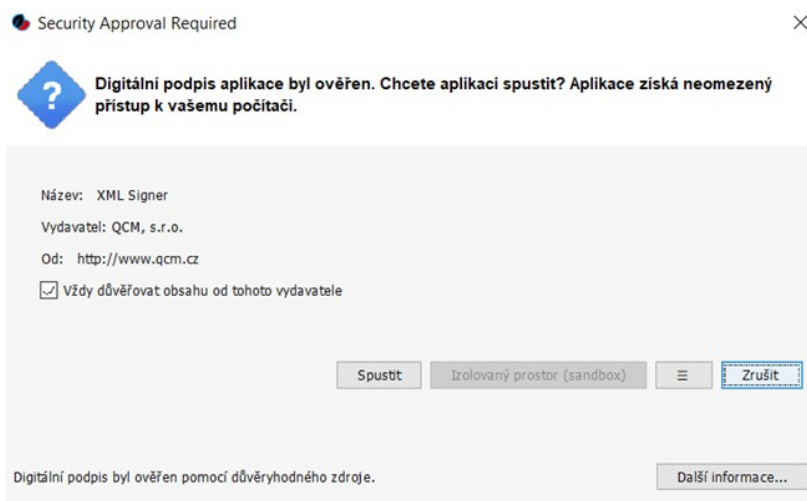 Security Approval Required
Digitální podpis aplikace byl ověřen. Chcete aplikaci spustit? Aplikace získá neomezený
přístup k vašemu počítači.
Název: XML Signer
Vydavatel: QCM, s.r.o.
Od: http://www.qcm.cz
Vždy důvěřovat obsahu od tohoto vydavatele
Spustit Izolovaný prostor (sandbox) Zrušit
Digitální podpis byl ověřen pomocí důvěryhodného zdroje. Další informace...